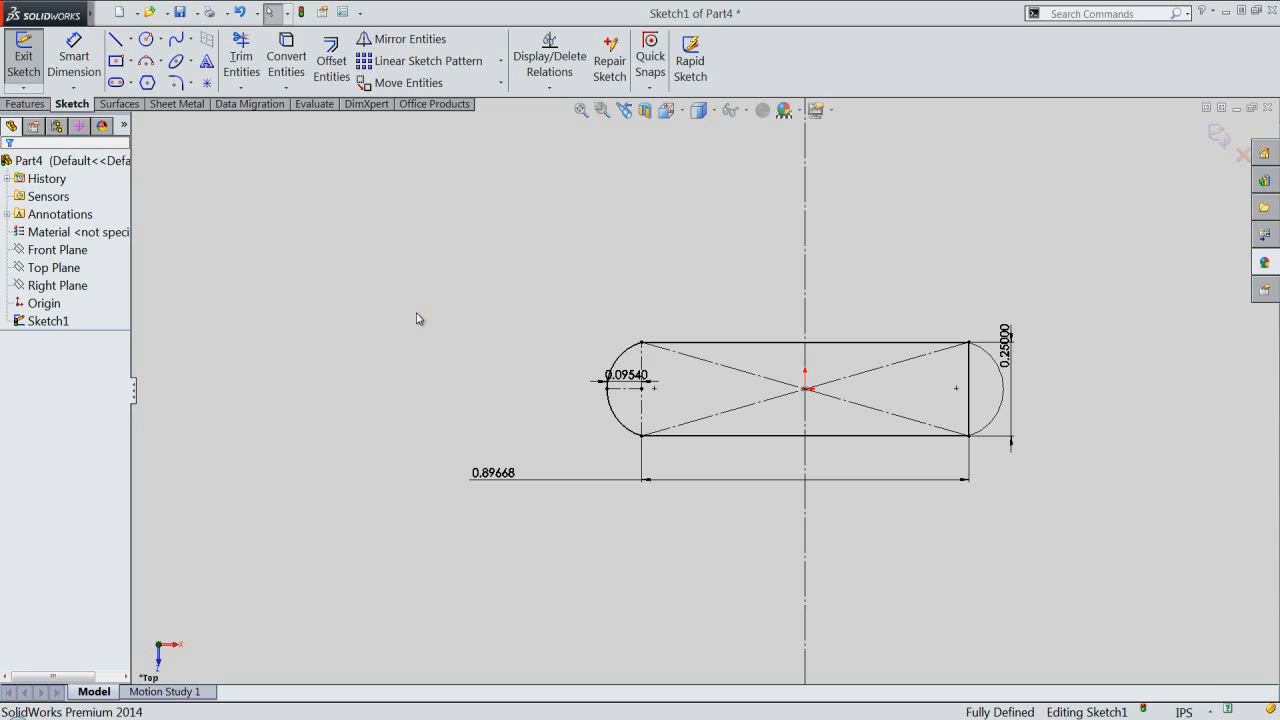 SOLIDWORKS
Sketch1 of Part4 *
Search Commands
Exit Sketch
Smart Dimension
Trim Entities
Convert Entities
Offset Entities
Mirror Entities
Linear Sketch Pattern
Move Entities
Display/Delete Relations
Repair Sketch
Quick Snaps
Rapid Sketch
Features
Sketch
Surfaces
Sheet Metal
Data Migration
Evaluate
DimXpert
Office Products
Part4 (Default<<Defa
History
Sensors
Annotations
Material <not speci
Front Plane
Top Plane
Right Plane
Origin
Sketch1
0.25000
0.09540
0.89668
X
Z
*Top
Model
Motion Study 1
SolidWorks Premium 2014
Fully Defined
Editing Sketch1
IPS